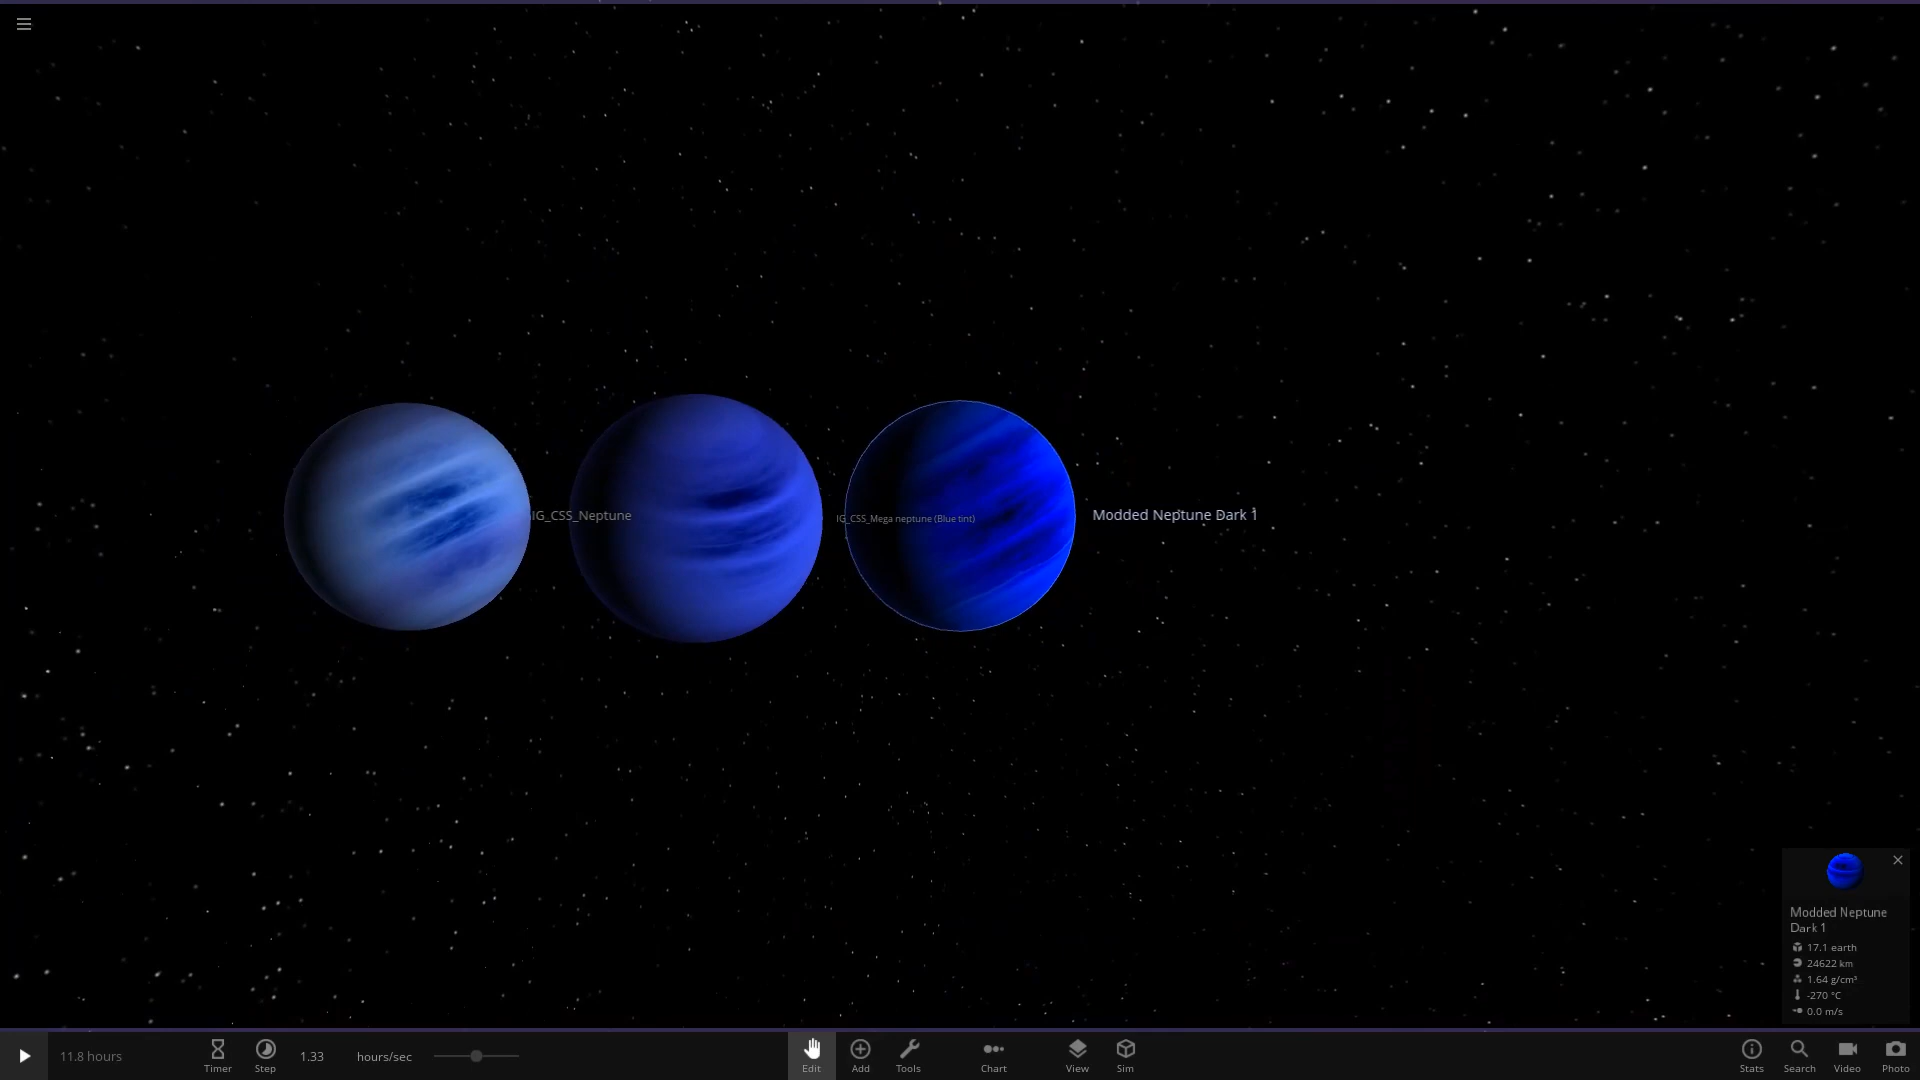 IG_CSS_Neptune
IG_CSS_Mega neptune (Blue tint)
Modded Neptune Dark 1
Modded Neptune
Dark 1
17.1 earth
24622 km
1.64 g/cm³
-270 °C
0.0 m/s
11.8 hours
Timer
Step
1.33
hours/sec
Edit
Add
Tools
Chart
View
Sim
Stats
Search
Video
Photo